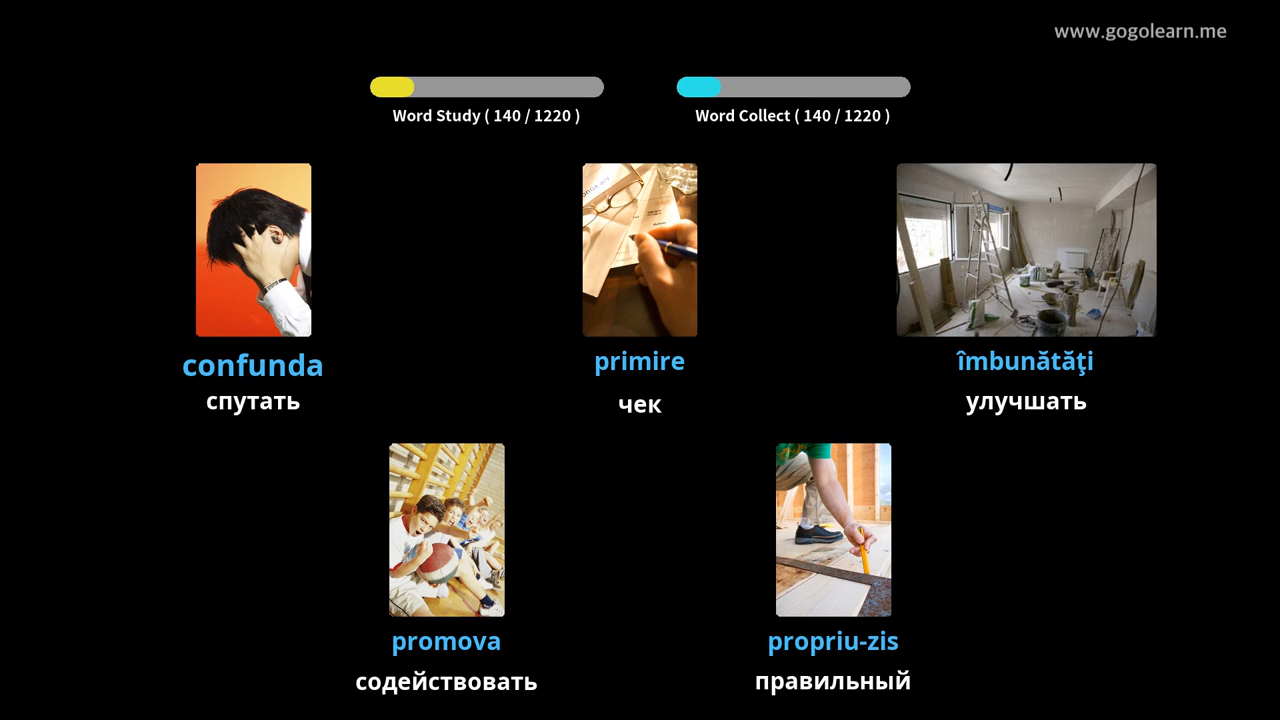 www.gogolearn.me
Word Study ( 140 / 1220 )
Word Collect ( 140 / 1220 )
confunda
спутать
primire
чек
îmbunătăţi
улучшать
promova
содействовать
propriu-zis
правильный